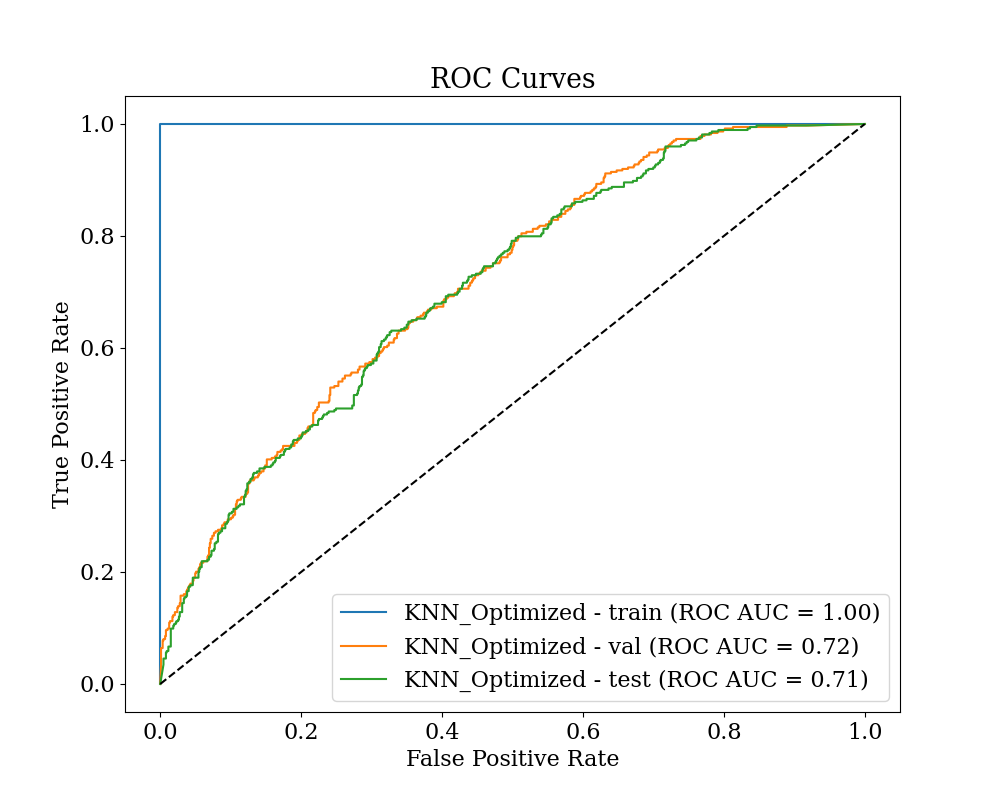 ROC Curves
1.0
0.8
0.6
0.4
0.2
0.0
True Positive Rate
KNN_Optimized - train (ROC AUC = 1.00)
KNN_Optimized - val (ROC AUC = 0.72)
KNN_Optimized - test (ROC AUC = 0.71)
0.0 0.2 0.4 0.6 0.8 1.0
False Positive Rate